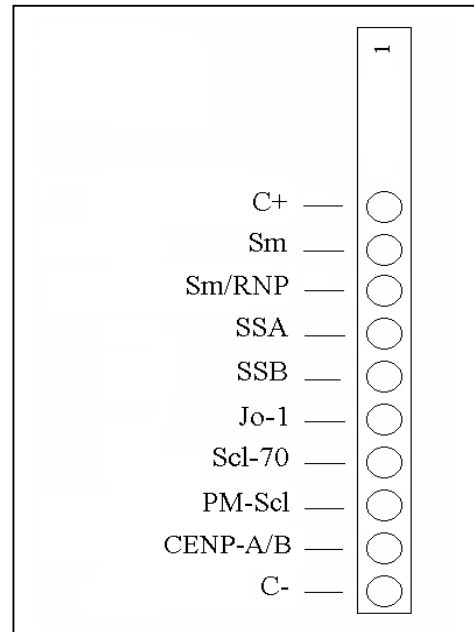 1
C+
Sm
Sm/RNP
SSA
SSB
Jo-1
Scl-70
PM-Scl
CENP-A/B
C-